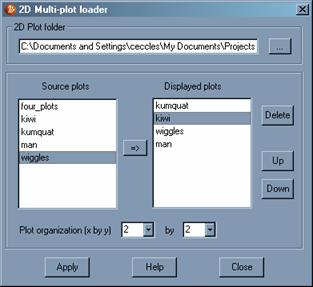 2D Multi-plot loader
2D Plot folder
C:\Documents and Settings\ceccles\My Documents\Projects
...
Source plots
Displayed plots
four_plots
kiwi
kumquat
man
wiggles
=>
kumquat
kiwi
wiggles
man
Delete
Up
Down
Plot organization (x by y)
2
by
2
Apply
Help
Close